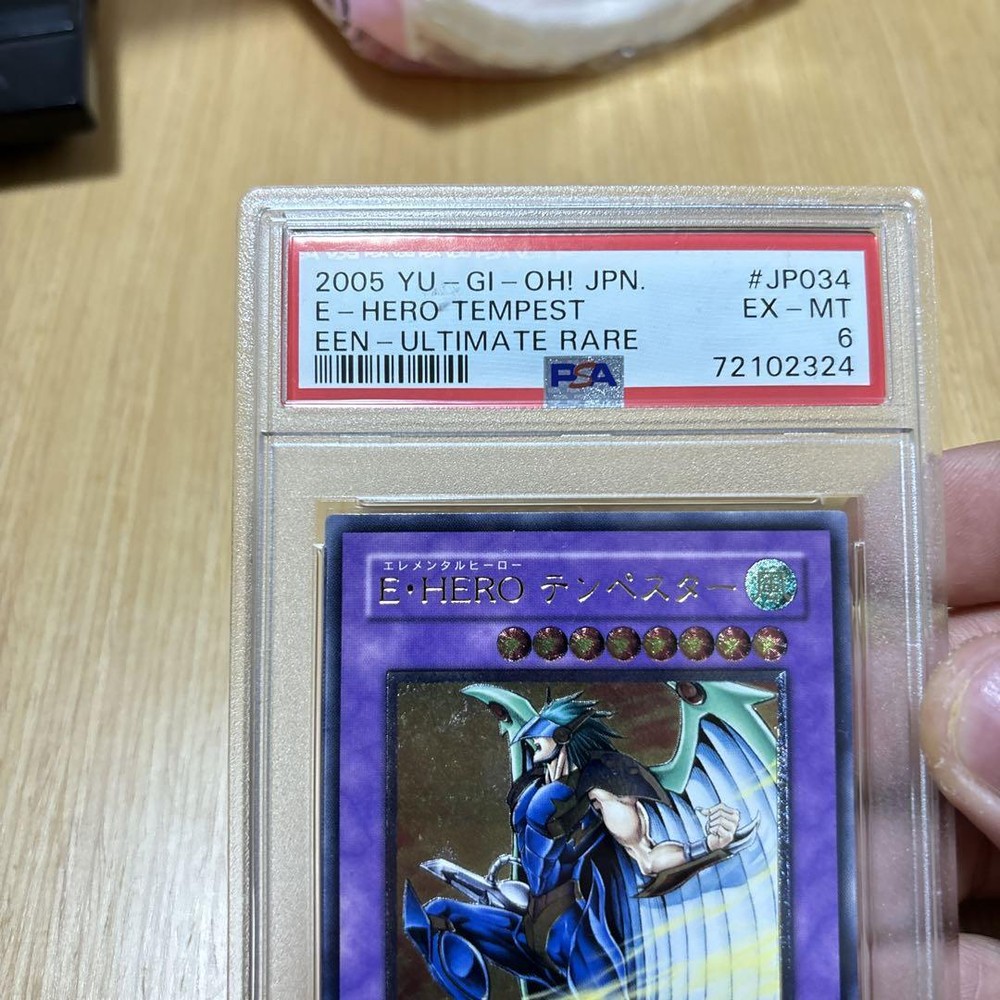 2005 YU-GI-OH! JPN. #JP034
E-HERO TEMPEST EX-MT
EEN-ULTIMATE RARE 6
PSA 72102324
エレメンタルヒーロー
E・HERO テンペスター 風